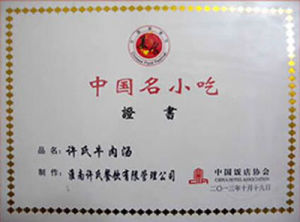 中国名小吃
證書
品名：许氏牛肉汤
制作：淮南许氏餐饮有限管理公司
中国饭店协会
CHINA HOTEL ASSOCIATION
二〇一三年十月十八日